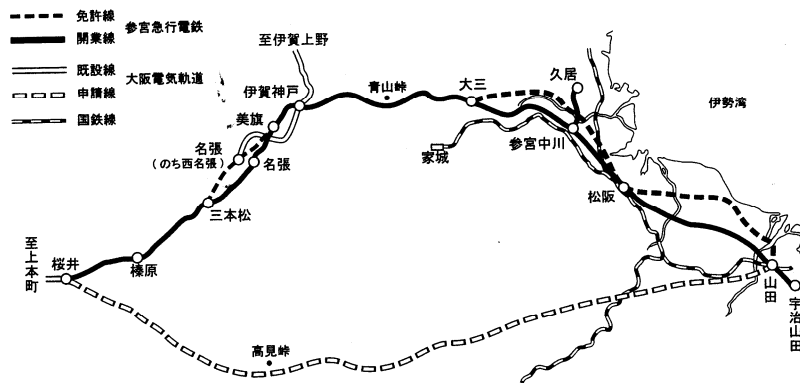 免許線
開業線
参宮急行電鉄
既設線
申請線
大阪電気軌道
国鉄線
至伊賀上野
伊賀神戸
青山峠
大三
久居
伊勢湾
美旗
名張
(のち西名張)
名張
家城
参宮中川
三本松
松阪
至上本町
桜井
榛原
山田
宇治山田
高見峠